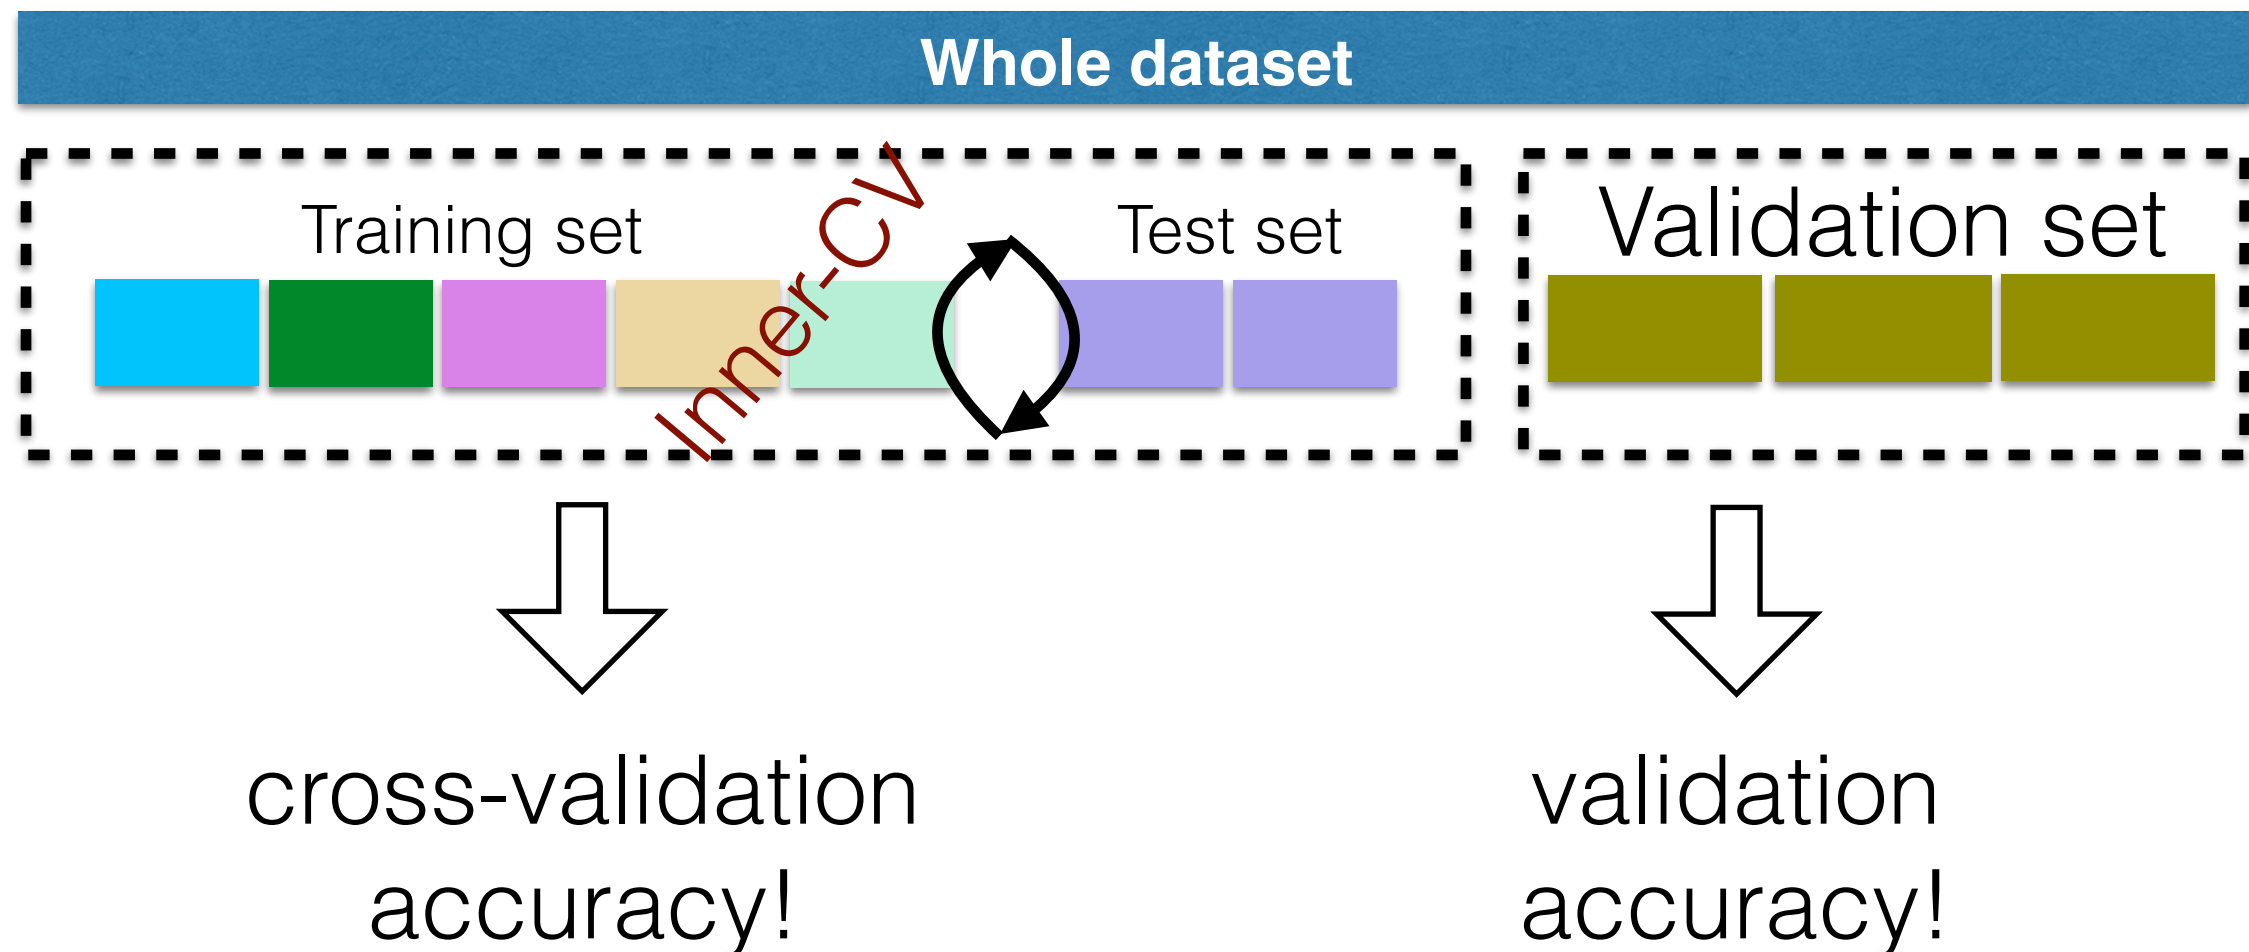 Whole dataset
Training set
Inner-CV
Test set
Validation set
cross-validation
accuracy!
validation
accuracy!